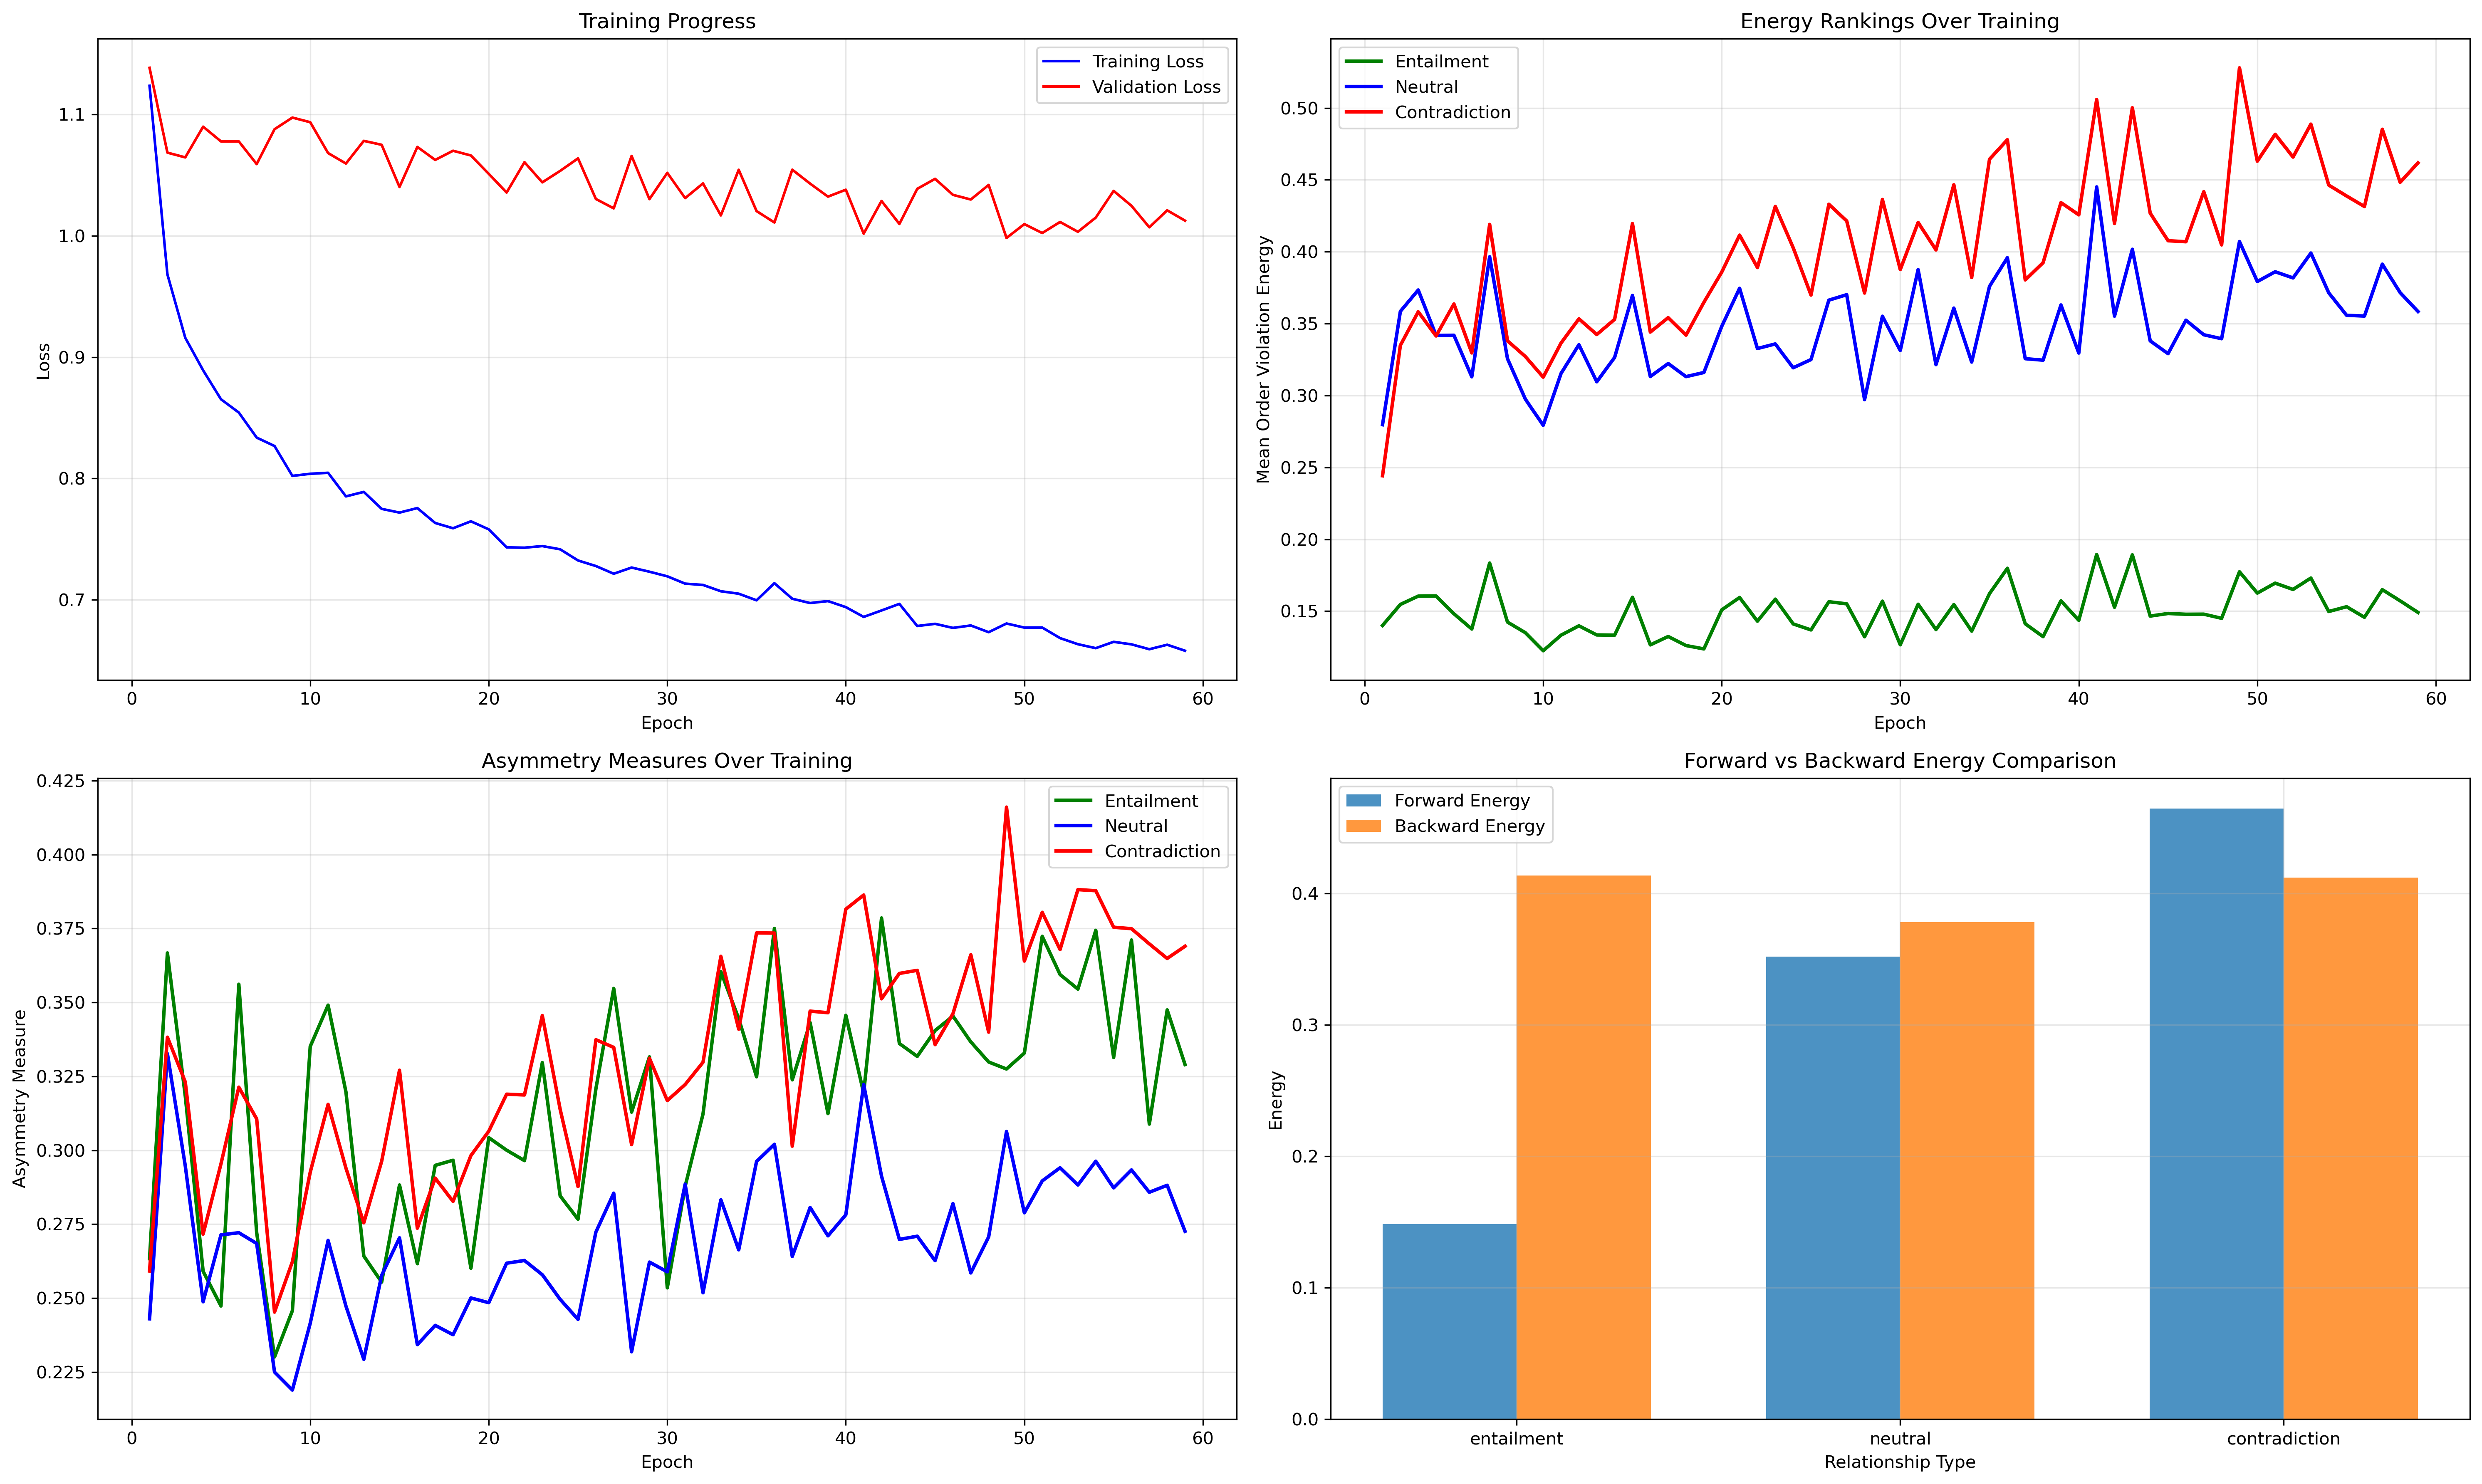 Training Progress
Training Loss
Validation Loss
Loss
1.1
1.0
0.9
0.8
0.7
0
10
20
30
40
50
60
Epoch
Energy Rankings Over Training
Entailment
Neutral
Contradiction
Mean Order Violation Energy
0.50
0.45
0.40
0.35
0.30
0.25
0.20
0.15
0
10
20
30
40
50
60
Epoch
Asymmetry Measures Over Training
Entailment
Neutral
Contradiction
Asymmetry Measure
0.425
0.400
0.375
0.350
0.325
0.300
0.275
0.250
0.225
0
10
20
30
40
50
60
Epoch
Forward vs Backward Energy Comparison
Forward Energy
Backward Energy
Energy
0.4
0.3
0.2
0.1
0.0
entailment
neutral
contradiction
Relationship Type